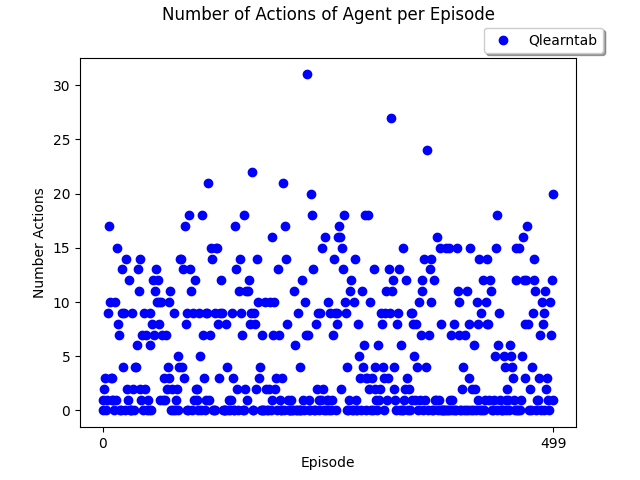 Number of Actions of Agent per Episode
Qlearntab
30
25
20
15
10
5
0
Number Actions
0 499
Episode